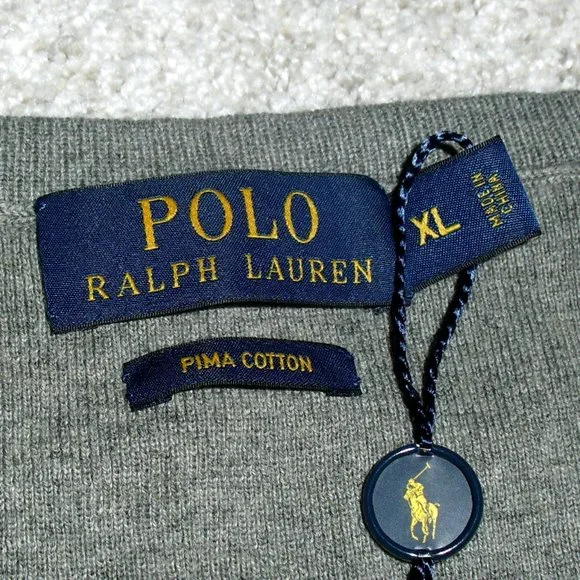 POLO
RALPH LAUREN
XL
MADE IN
CHINA
PIMA COTTON